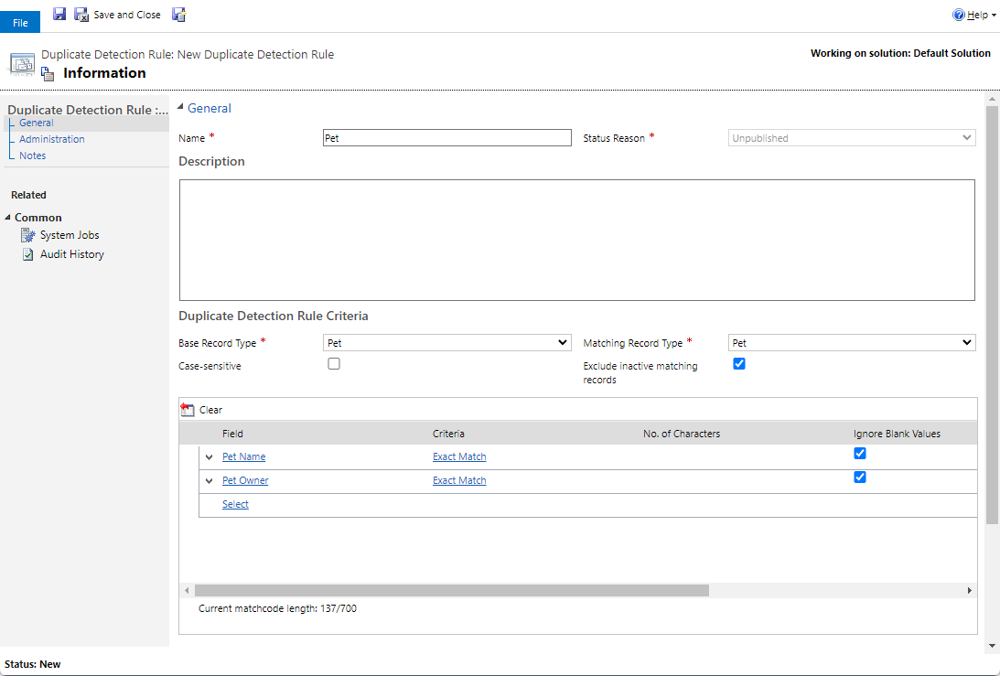 File
Save and Close
Help
Duplicate Detection Rule: New Duplicate Detection Rule
Information
Working on solution: Default Solution
Duplicate Detection Rule :...
General
Administration
Notes
Related
Common
System Jobs
Audit History
General
Name * Pet
Status Reason * Unpublished
Description
Duplicate Detection Rule Criteria
Base Record Type * Pet
Matching Record Type * Pet
Case-sensitive
Exclude inactive matching
records
Clear
Field Criteria No. of Characters Ignore Blank Values
Pet Name Exact Match
Pet Owner Exact Match
Select
Current matchcode length: 137/700
Status: New